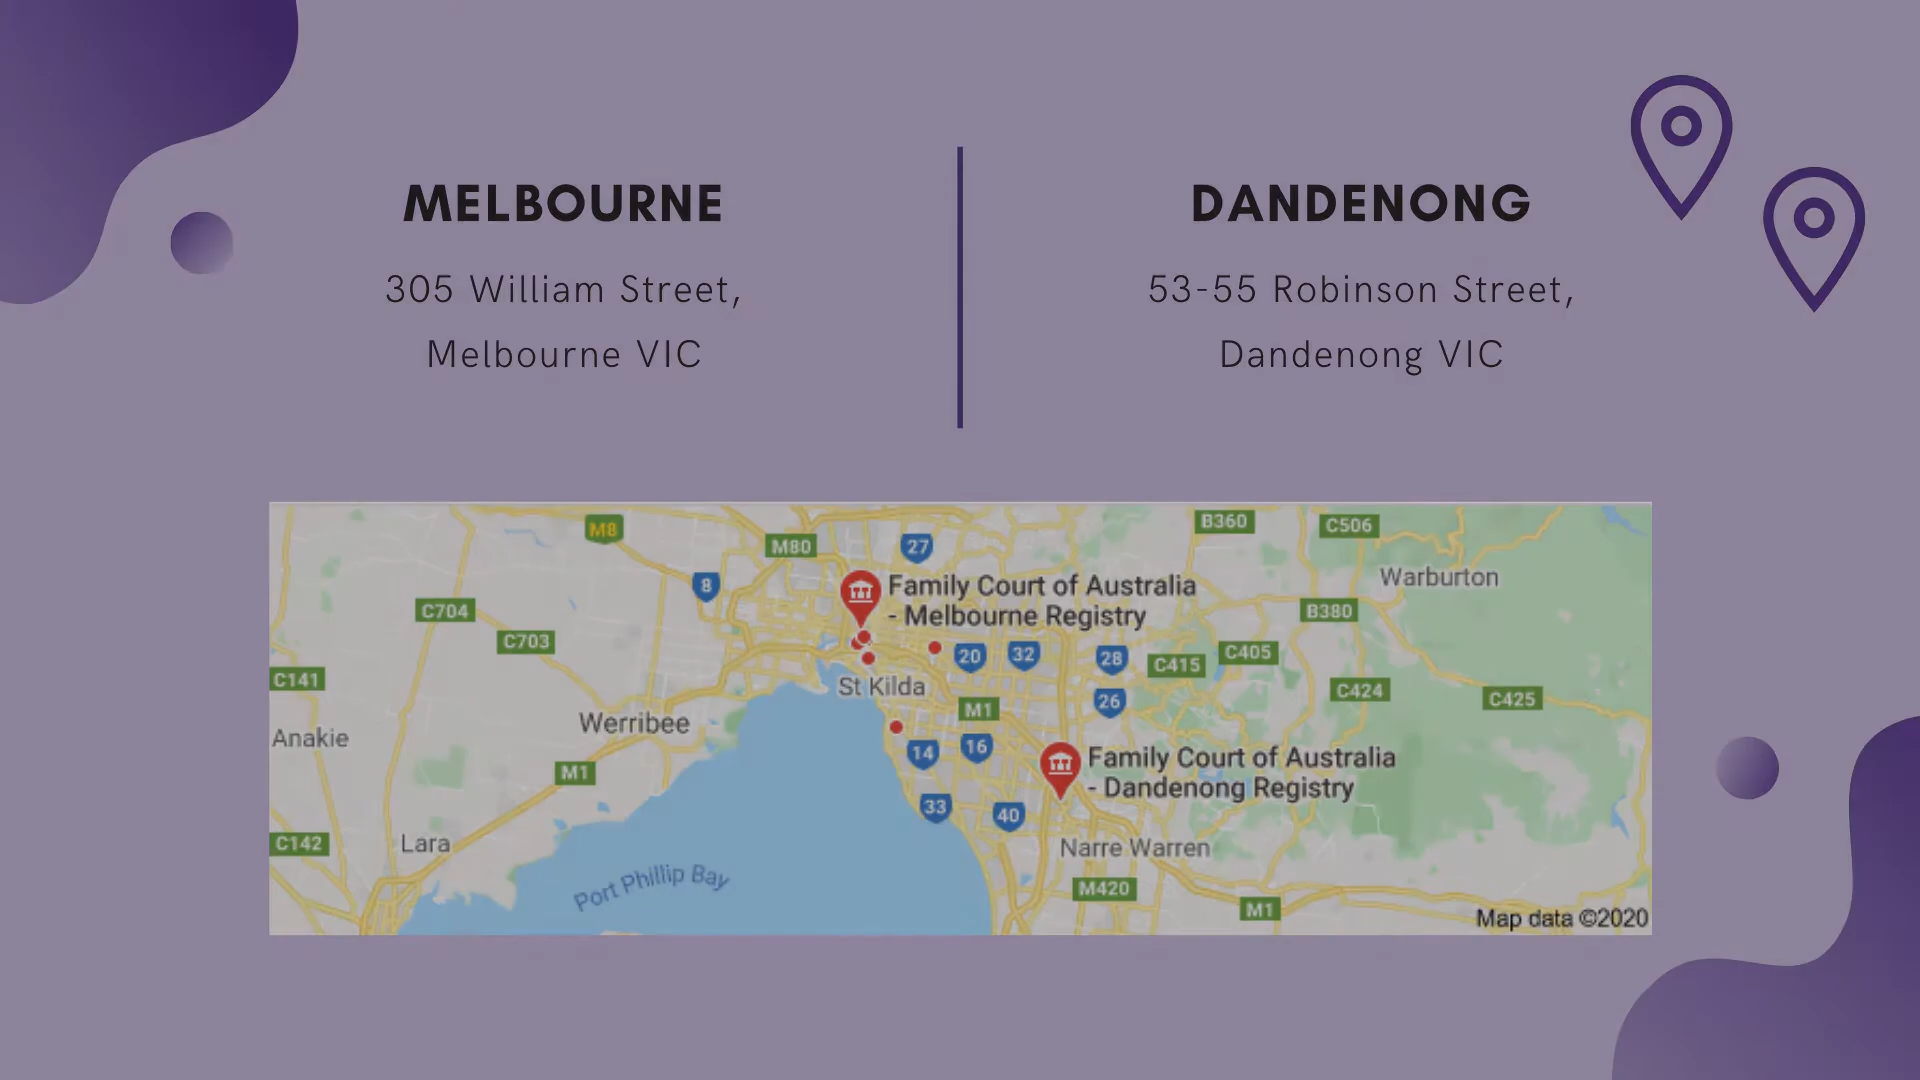 MELBOURNE
305 William Street,
Melbourne VIC
DANDENONG
53-55 Robinson Street,
Dandenong VIC
M8
M80
27
B360
C506
8
Family Court of Australia
- Melbourne Registry
Warburton
C704
C703
B380
20
32
28
C415
C405
C141
St Kilda
26
C424
C425
Anakie
Werribee
M1
14
16
M1
Family Court of Australia
- Dandenong Registry
33
40
C142
Lara
Narre Warren
Port Phillip Bay
M420
M1
Map data ©2020